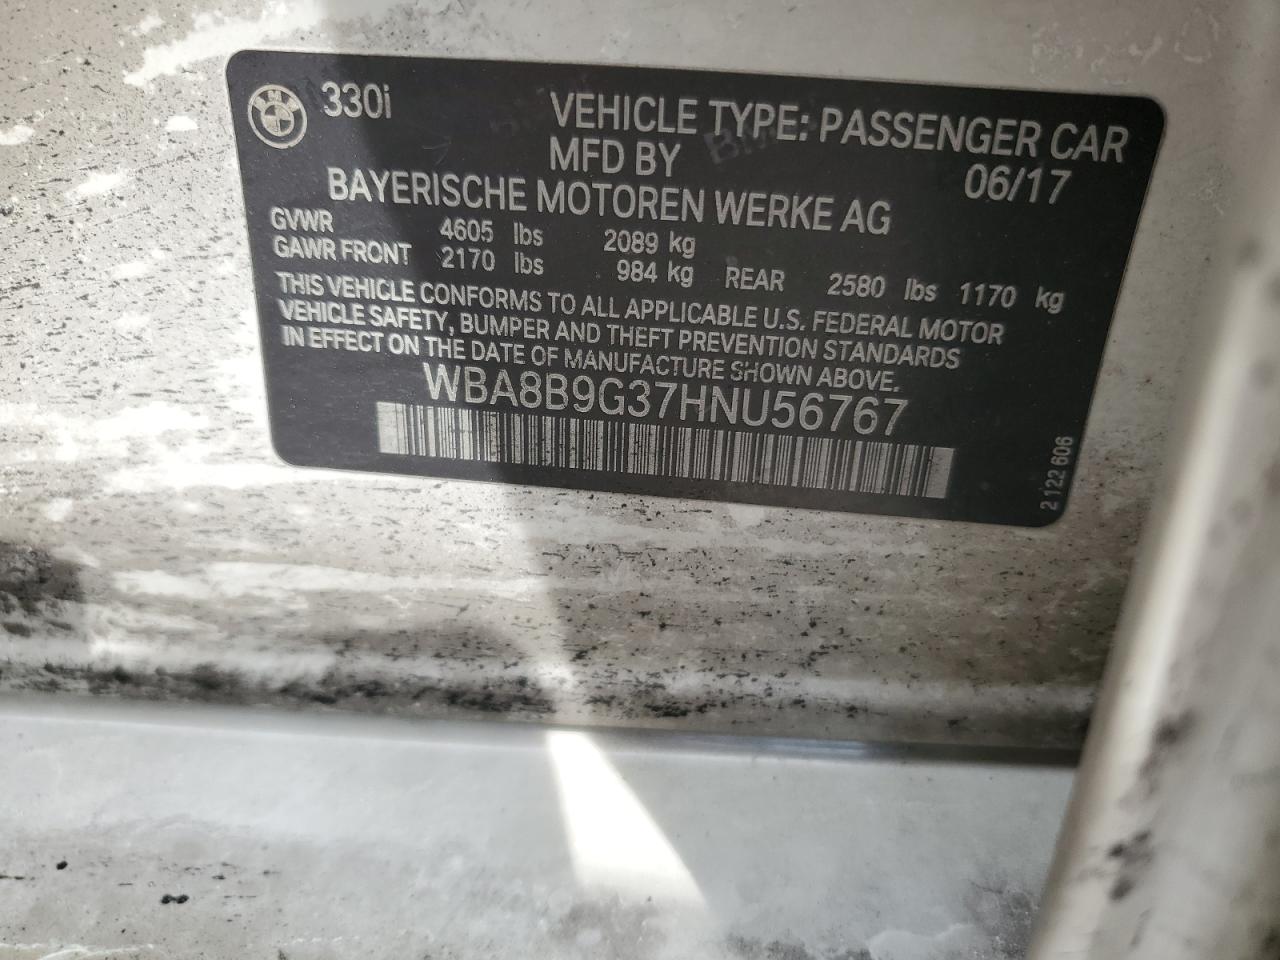 BMW 330i VEHICLE TYPE: PASSENGER CAR
MFD BY 06/17
BAYERISCHE MOTOREN WERKE AG
GVWR 4605 lbs 2089 kg
GAWR FRONT 2170 lbs 984 kg REAR 2580 lbs 1170 kg
THIS VEHICLE CONFORMS TO ALL APPLICABLE U.S. FEDERAL MOTOR
VEHICLE SAFETY, BUMPER AND THEFT PREVENTION STANDARDS
IN EFFECT ON THE DATE OF MANUFACTURE SHOWN ABOVE.
WBA8B9G37HNU56767
2 122 606